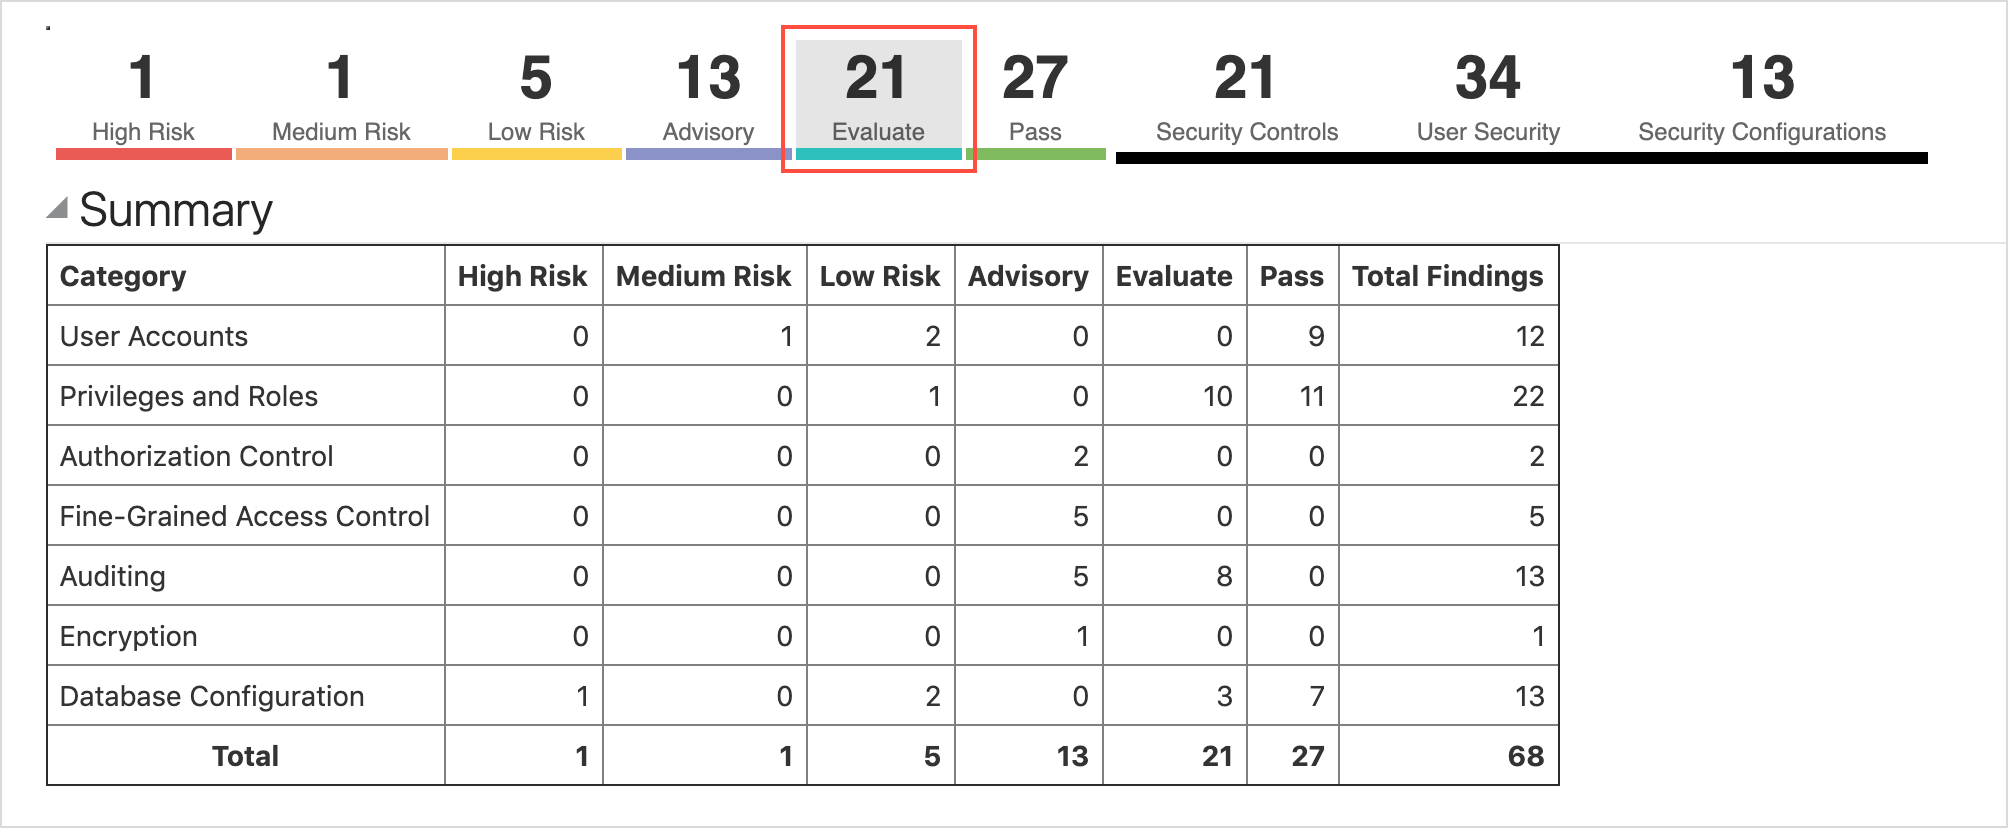 1 1 5 13 21 27 21 34 13
High Risk Medium Risk Low Risk Advisory Evaluate Pass Security Controls User Security Security Configurations
Summary
Category High Risk Medium Risk Low Risk Advisory Evaluate Pass Total Findings
User Accounts 0 1 2 0 0 9 12
Privileges and Roles 0 0 1 0 10 11 22
Authorization Control 0 0 0 2 0 0 2
Fine-Grained Access Control 0 0 0 5 0 0 5
Auditing 0 0 0 5 8 0 13
Encryption 0 0 0 1 0 0 1
Database Configuration 1 0 2 0 3 7 13
Total 1 1 5 13 21 27 68